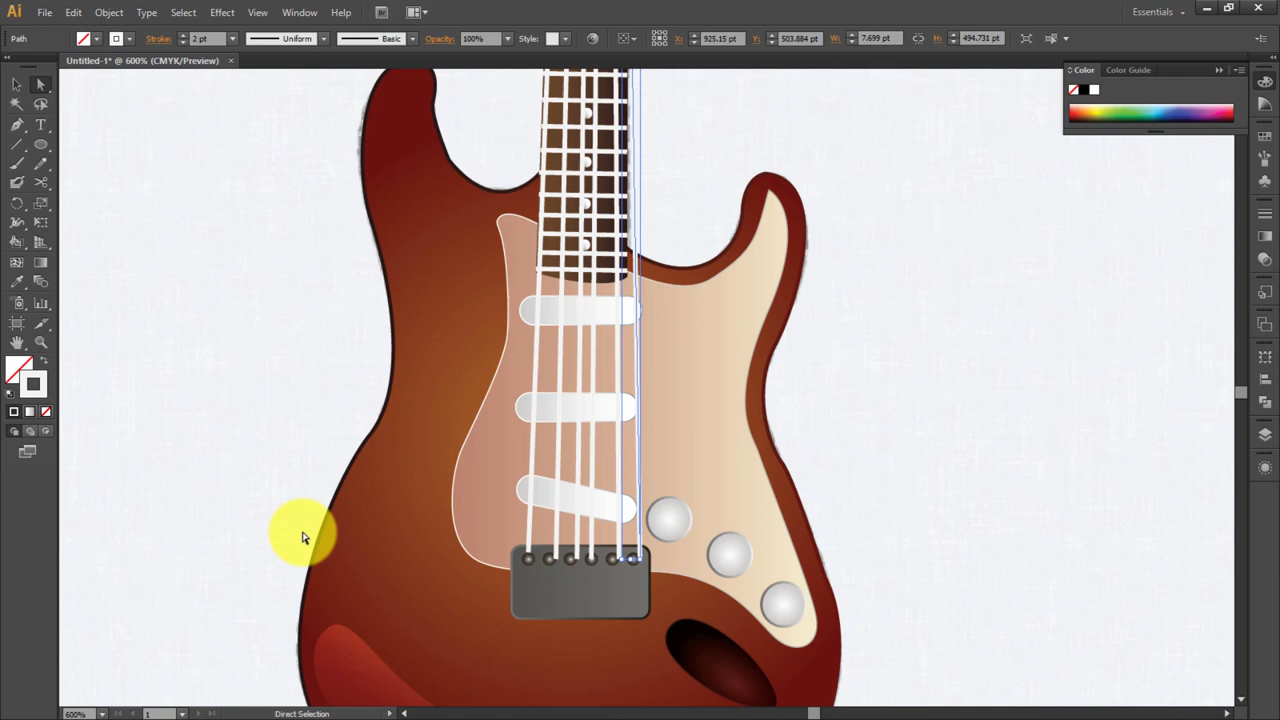 Ai File Edit Object Type Select Effect View Window Help Br Essentials
Path Stroke: 2 pt Uniform Basic Opacity: 100% Style: X: 925.15 pt Y: 503.884 pt W: 7.699 pt H: 494.731 pt
Untitled-1* @ 600% (CMYK/Preview)
Color Color Guide
600% 1 Direct Selection